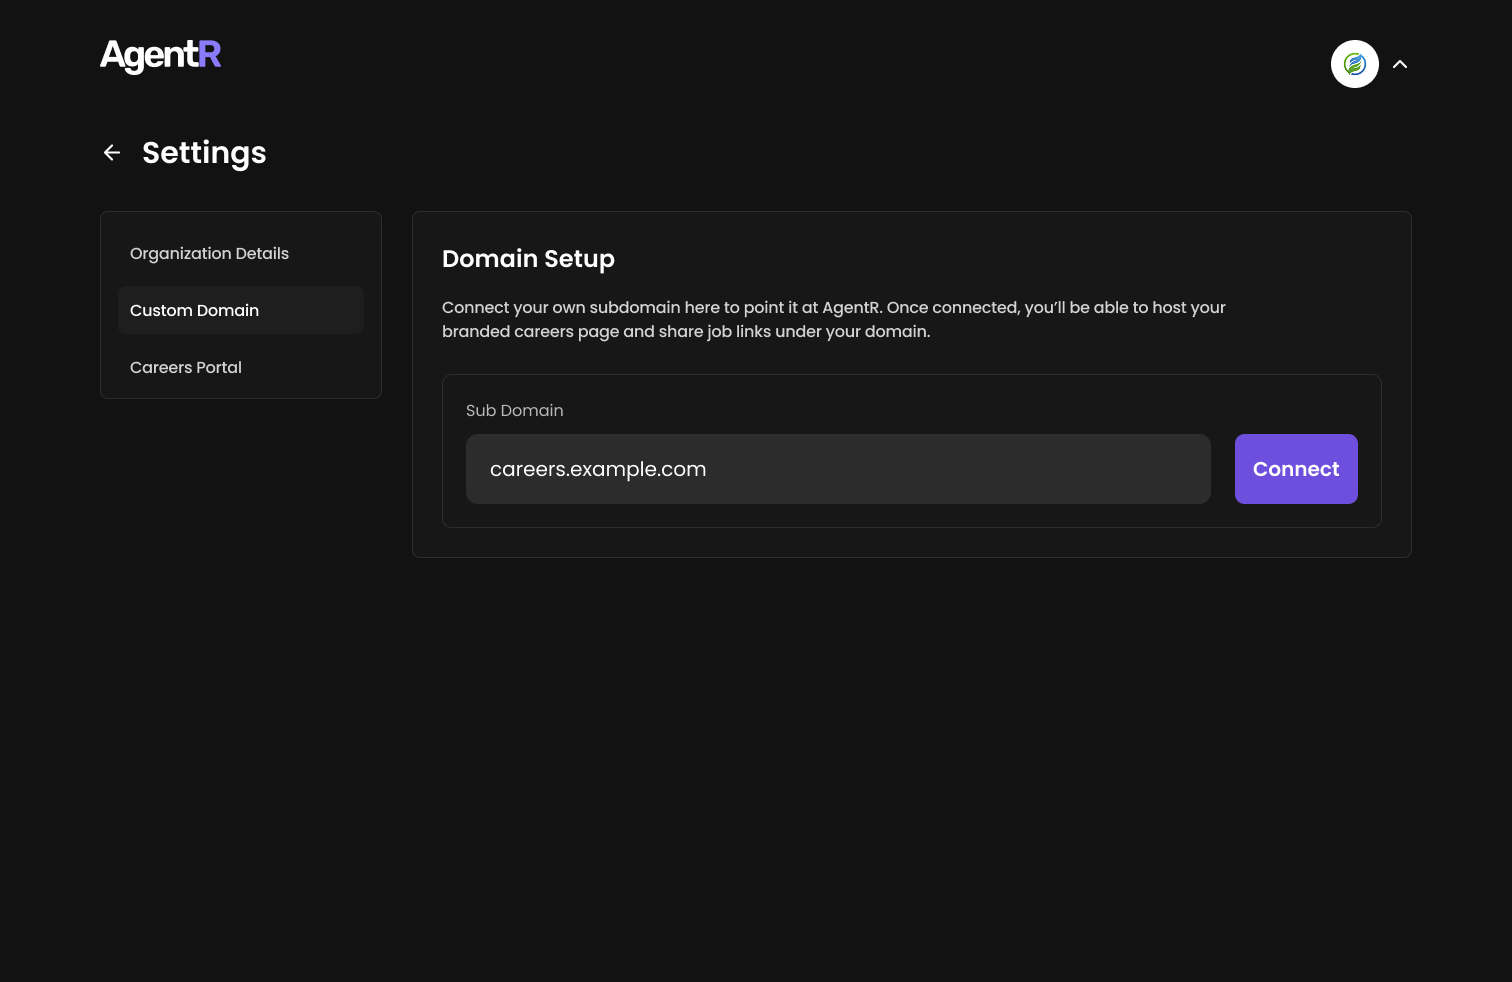 AgentR
Settings
Organization Details
Custom Domain
Careers Portal
Domain Setup
Connect your own subdomain here to point it at AgentR. Once connected, you’ll be able to host your
branded careers page and share job links under your domain.
Sub Domain
careers.example.com
Connect